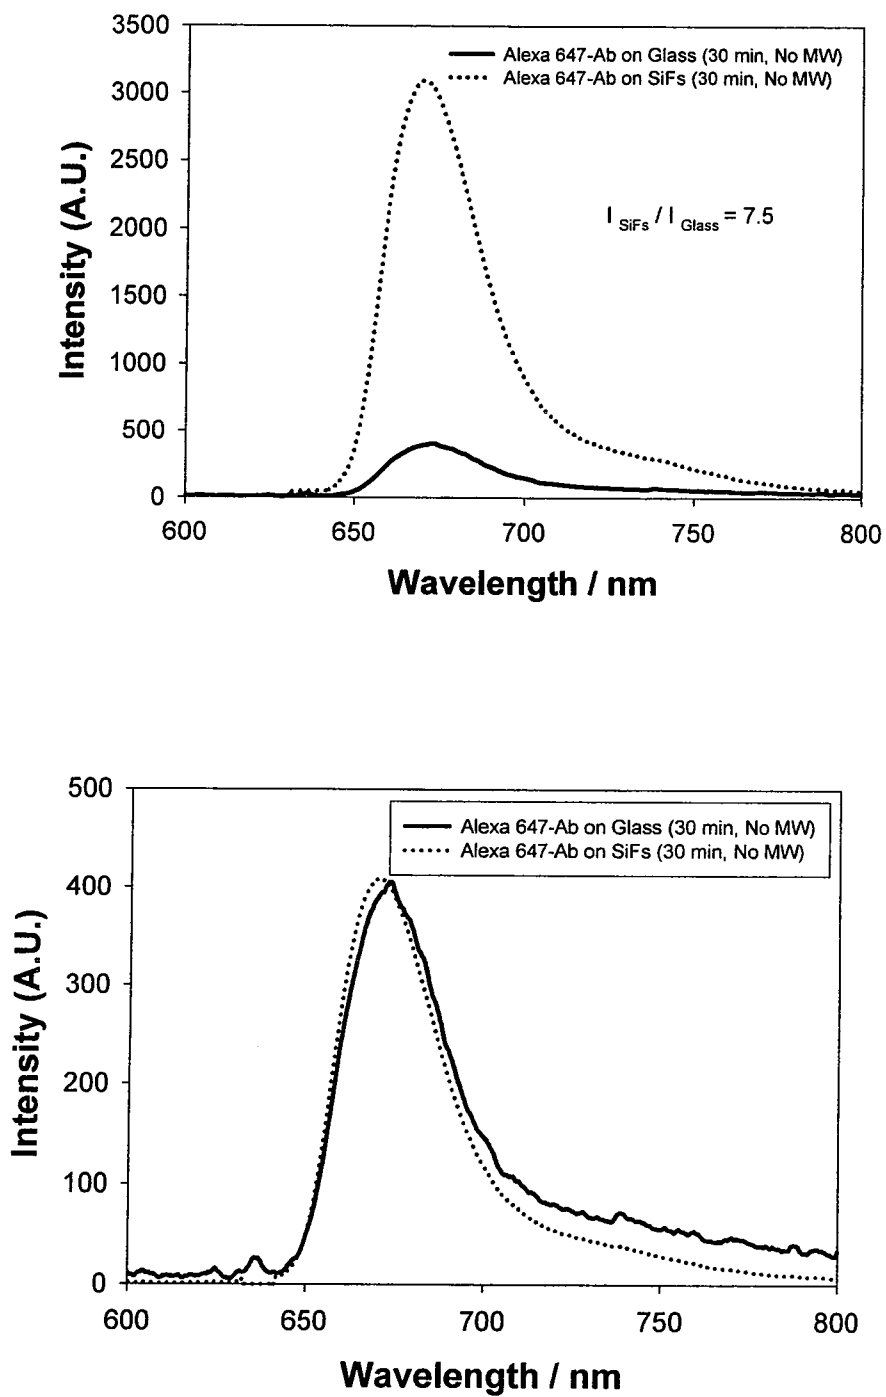 3500
3000
2500
2000
1500
1000
500
0
Intensity (A.U.)
Alexa 647-Ab on Glass (30 min, No MW)
Alexa 647-Ab on SiFs (30 min, No MW)
I SiFs / I Glass = 7.5
600 650 700 750 800
Wavelength / nm
500
400
300
200
100
0
Intensity (A.U.)
Alexa 647-Ab on Glass (30 min, No MW)
Alexa 647-Ab on SiFs (30 min, No MW)
600 650 700 750 800
Wavelength / nm